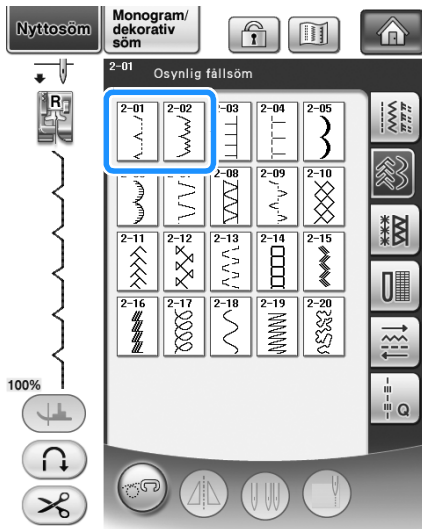 Nyttosöm
Monogram/
dekorativ
söm
2-01
Osynlig fållsöm
R
2-01 2-02 -03 2-04 2-05
2-08 2-09 2-10
2-11 2-12 2-13 2-14 2-15
2-16 2-17 2-18 2-19 2-20
100%
Q